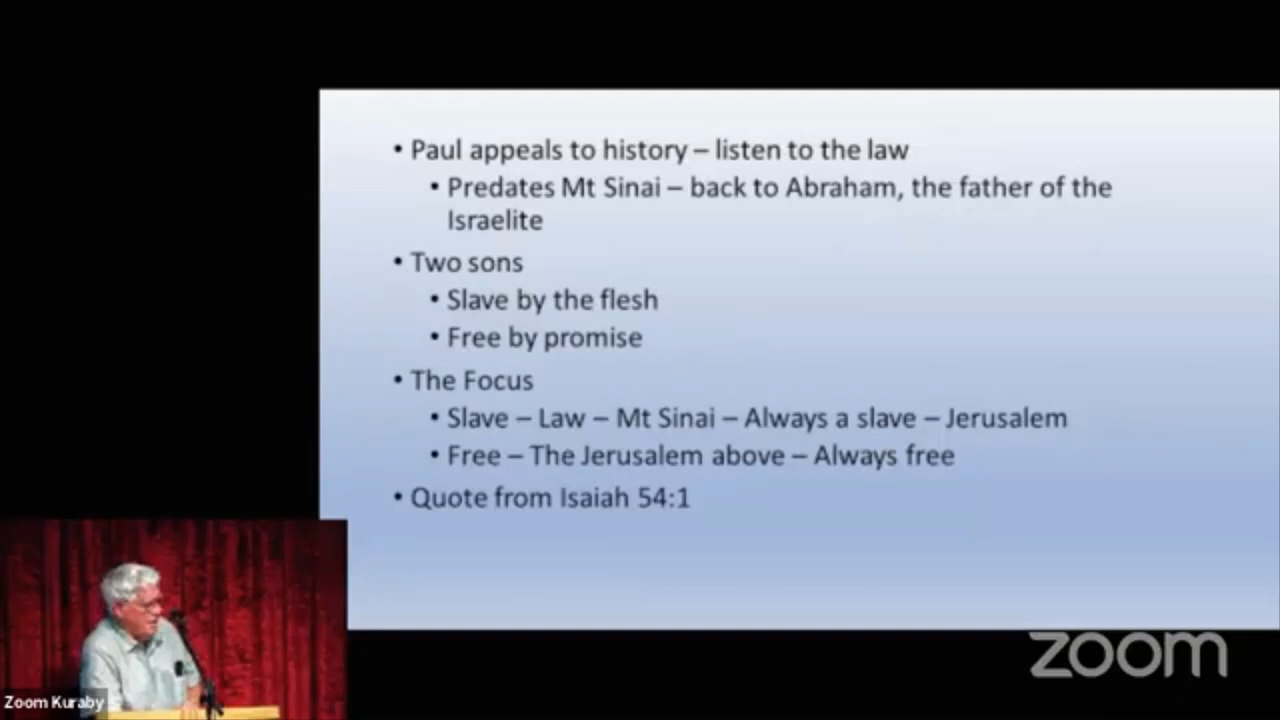 • Paul appeals to history – listen to the law
• Predates Mt Sinai – back to Abraham, the father of the
Israelite
• Two sons
• Slave by the flesh
• Free by promise
• The Focus
• Slave – Law – Mt Sinai – Always a slave – Jerusalem
• Free – The Jerusalem above – Always free
• Quote from Isaiah 54:1
zoom
Zoom Kuraby